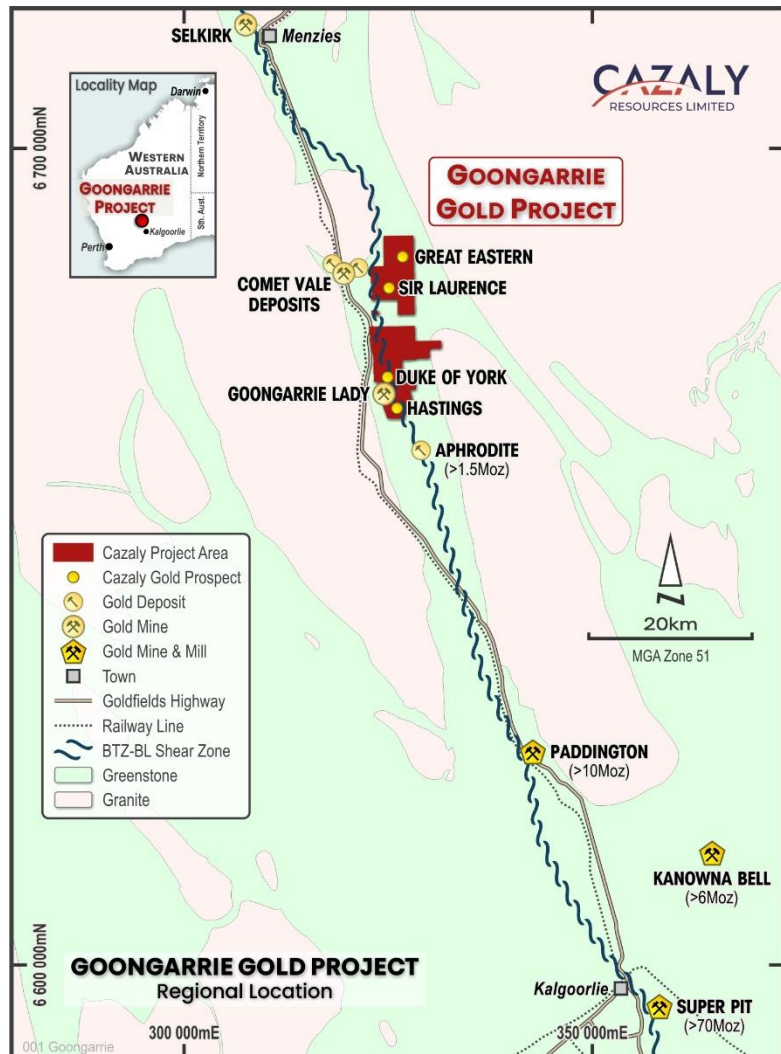 SELKIRK
Menzies
CAZALY
RESOURCES LIMITED
Locality Map
Darwin
WESTERN
AUSTRALIA
Northern Territory
GOONGARRIE
PROJECT
Sth. Aust.
Kalgoorlie
Perth
6 700 000mN
GOONGARRIE
GOLD PROJECT
GREAT EASTERN
COMET VALE
DEPOSITS
SIR LAURENCE
DUKE OF YORK
GOONGARRIE LADY
HASTINGS
APHRODITE
(>1.5Moz)
Cazaly Project Area
Cazaly Gold Prospect
Gold Deposit
Gold Mine
Gold Mine & Mill
Town
Goldfields Highway
Railway Line
BTZ-BL Shear Zone
Greenstone
Granite
N
20km
MGA Zone 51
PADDINGTON
(>10Moz)
KANOWNA BELL
(>6Moz)
6 600 000mN
GOONGARRIE GOLD PROJECT
Regional Location
Kalgoorlie
SUPER PIT
(>70Moz)
300 000mE
350 000mE
001 Goongarrie